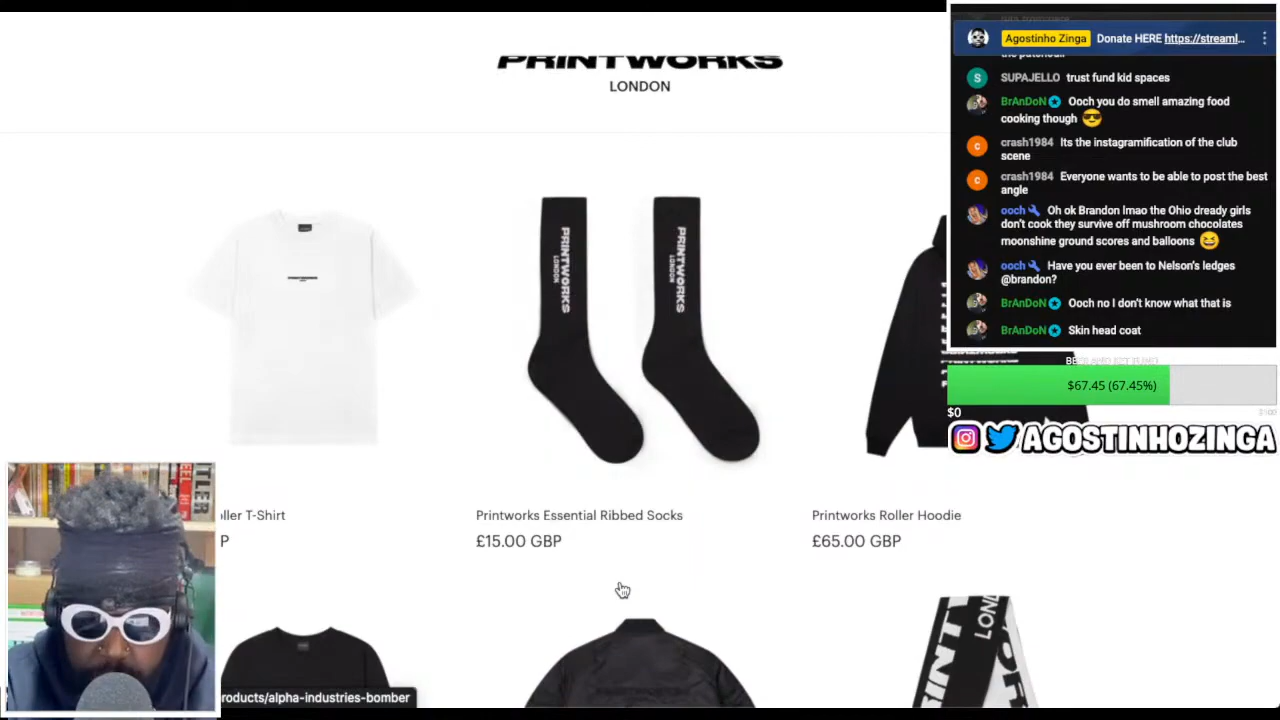 PRINTWORKS
LONDON
Agostinho Zinga Donate HERE https://streaml...
SUPAJELLO trust fund kid spaces
BrAnDoN Ooch you do smell amazing food
cooking though
crash1984 Its the instagramification of the club
scene
crash1984 Everyone wants to be able to post the best
angle
ooch Oh ok Brandon lmao the Ohio dready girls
don't cook they survive off mushroom chocolates
moonshine ground scores and balloons
ooch Have you ever been to Nelson's ledges
@brandon?
BrAnDoN Ooch no I don't know what that is
BrAnDoN Skin head coat
$67.45 (67.45%)
$0
AGOSTINHOZINGA
PRINTWORKS
LONDON
PRINTWORKS
LONDON
ller T-Shirt
P
Printworks Essential Ribbed Socks
£15.00 GBP
Printworks Roller Hoodie
£65.00 GBP
roducts/alpha-industries-bomber